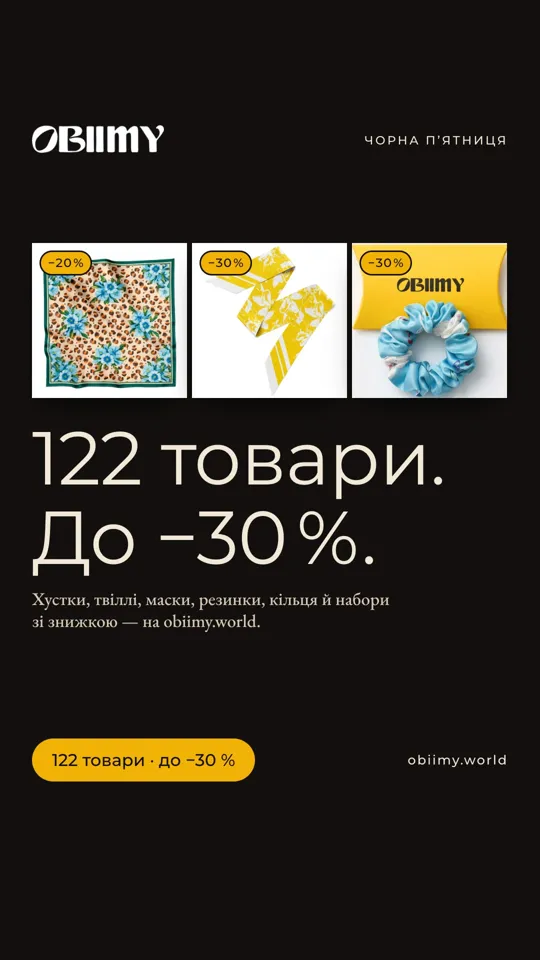 OBIIMY
ЧОРНА П'ЯТНИЦЯ
−20%
−30%
−30%
OBIIMY
122 товари.
До −30 %.
Хустки, твіллі, маски, резинки, кільця й набори
зі знижкою — на obiimy.world.
122 товари · до −30 %
obiimy.world